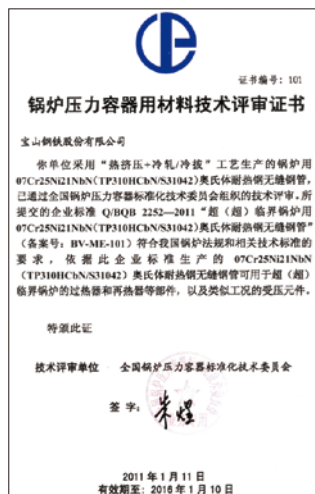 证书编号：101
锅炉压力容器用材料技术评审证书
宝山钢铁股份有限公司
你单位采用“热挤压+冷轧/冷拔”工艺生产的锅炉用
07Cr25Ni21NbN(TP310HCbN/S31042)奥氏体耐热钢无缝钢管，
已通过全国锅炉压力容器标准化技术委员会组织的技术评审。所
提交的企业标准 Q/BQB 2252—2011“超（超）临界锅炉用
07Cr25Ni21NbN(TP310HCbN/S31042)奥氏体耐热钢无缝钢管”
（备案号：BV-ME-101）符合我国锅炉法规和相关技术标准的
要求，依据此企业标准生产的 07Cr25Ni21NbN
（TP310HCbN/S31042）奥氏体耐热钢无缝钢管可用于超（超）
临界锅炉的过热器和再热器等部件，以及类似工况的受压元件。
特颁此证
技术评审单位 全国锅炉压力容器标准化技术委员会
签字：
2011年1月11日
有效期至：2016年1月10日